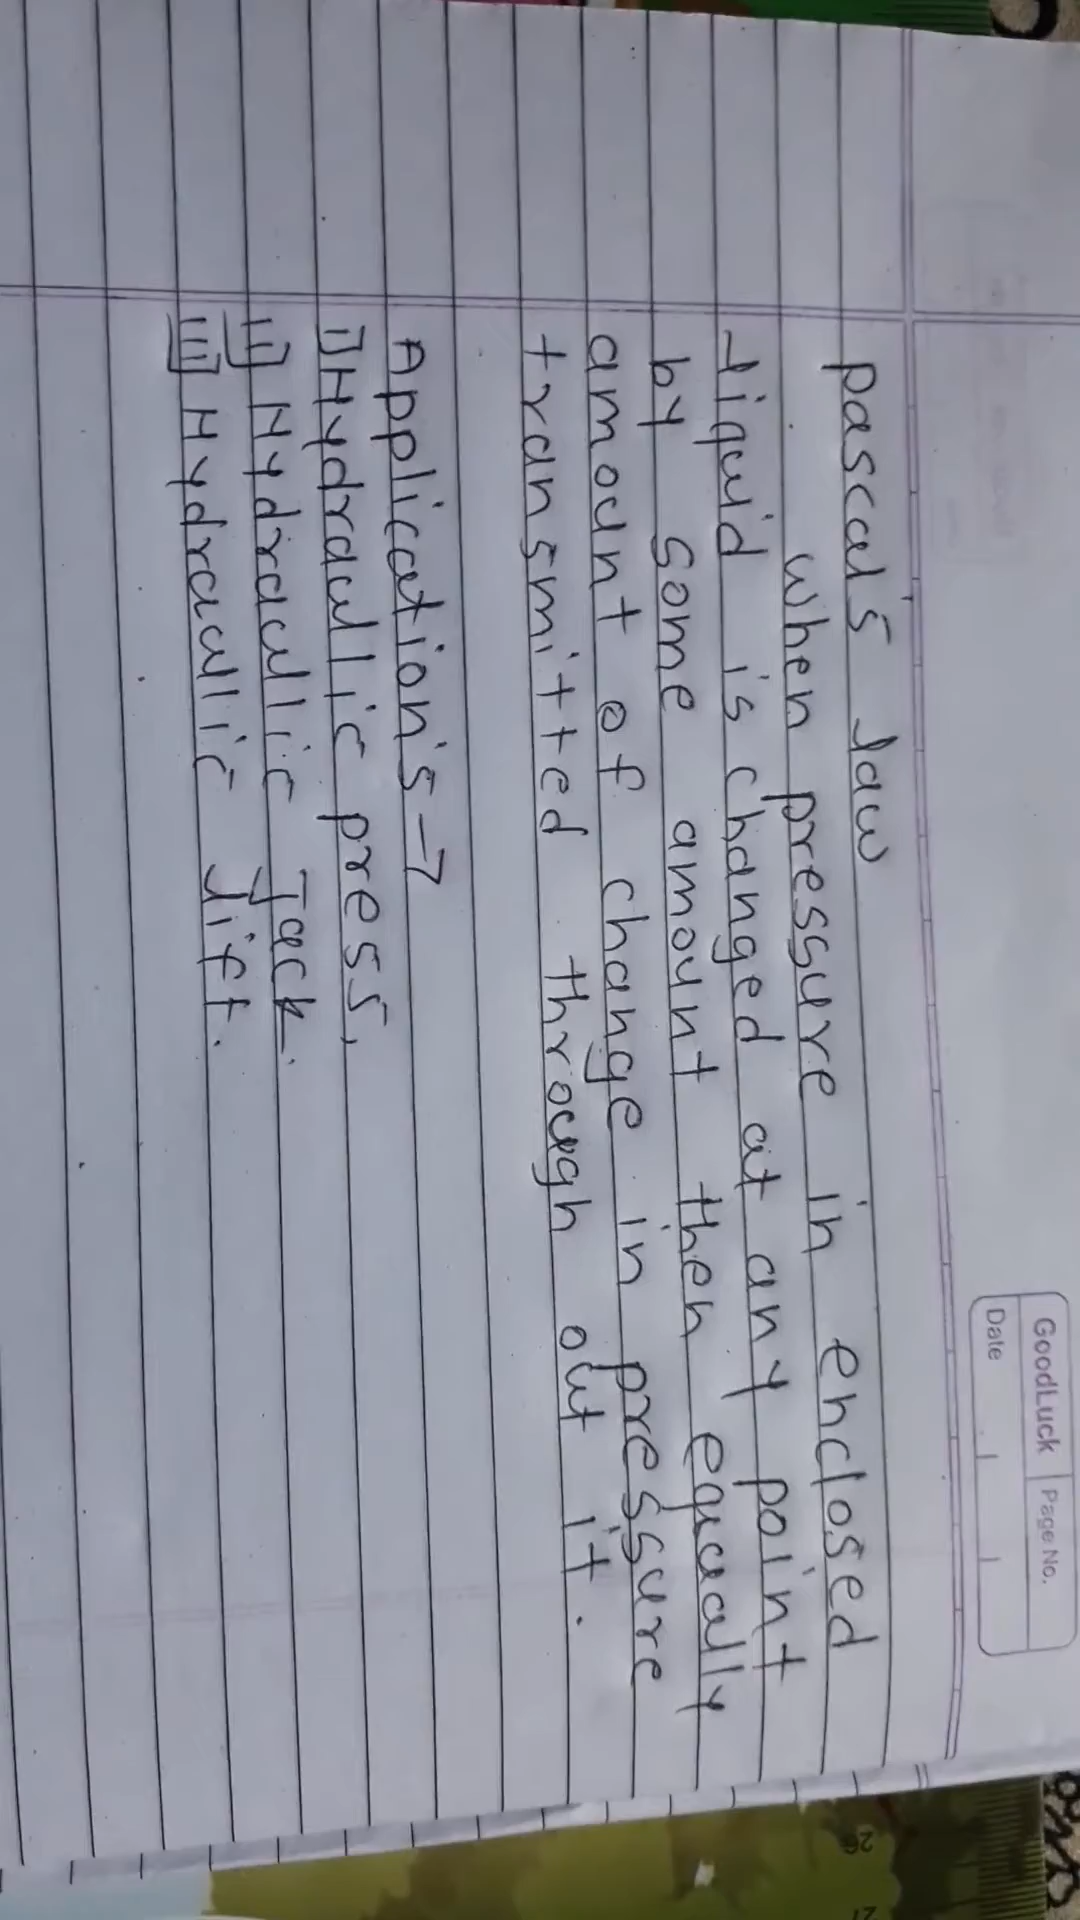 GoodLuck Page No.
Date
Pascal's law
when pressure in enclosed
liquid is changed at any point
by some amount then equally
amount of change in pressure
transmitted through out it.
Application's →
I] Hydraulic press,
II] Hydraulic Jack.
III] Hydraulic lift.
26
27